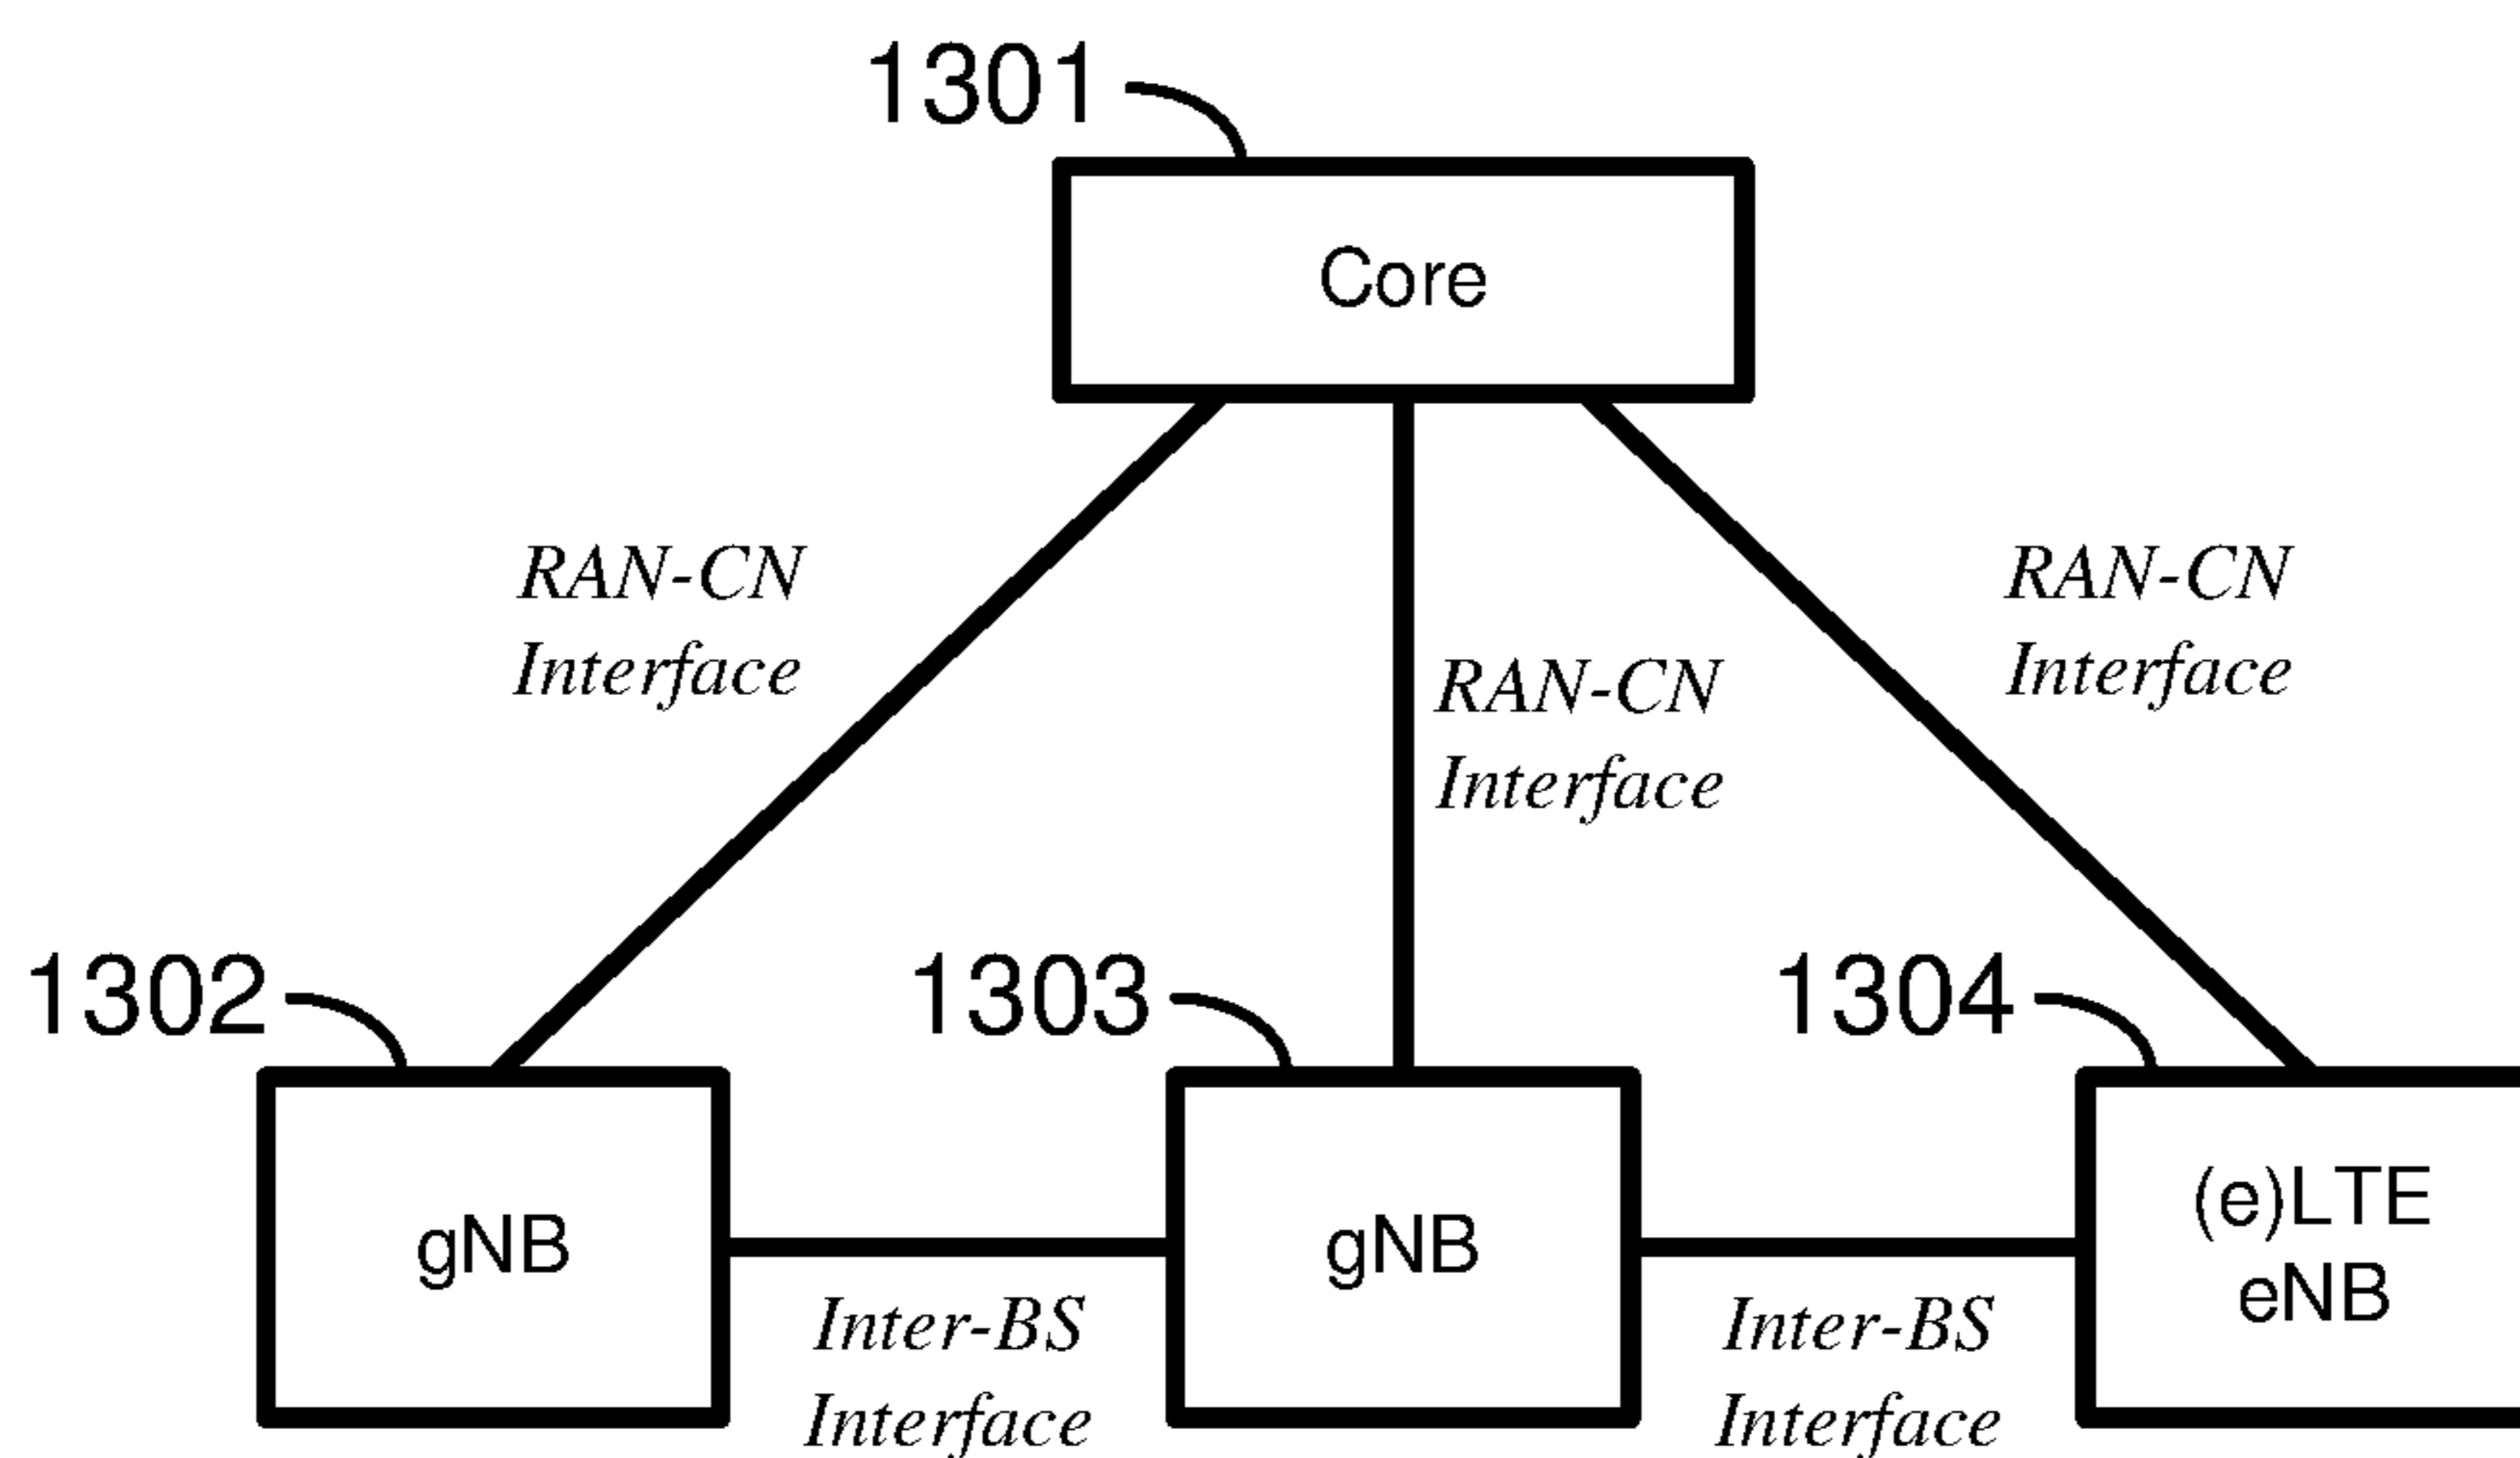 1301
Core
RAN-CN
Interface
RAN-CN
Interface
RAN-CN
Interface
1302
1303
1304
gNB
gNB
(e)LTE
eNB
Inter-BS
Interface
Inter-BS
Interface